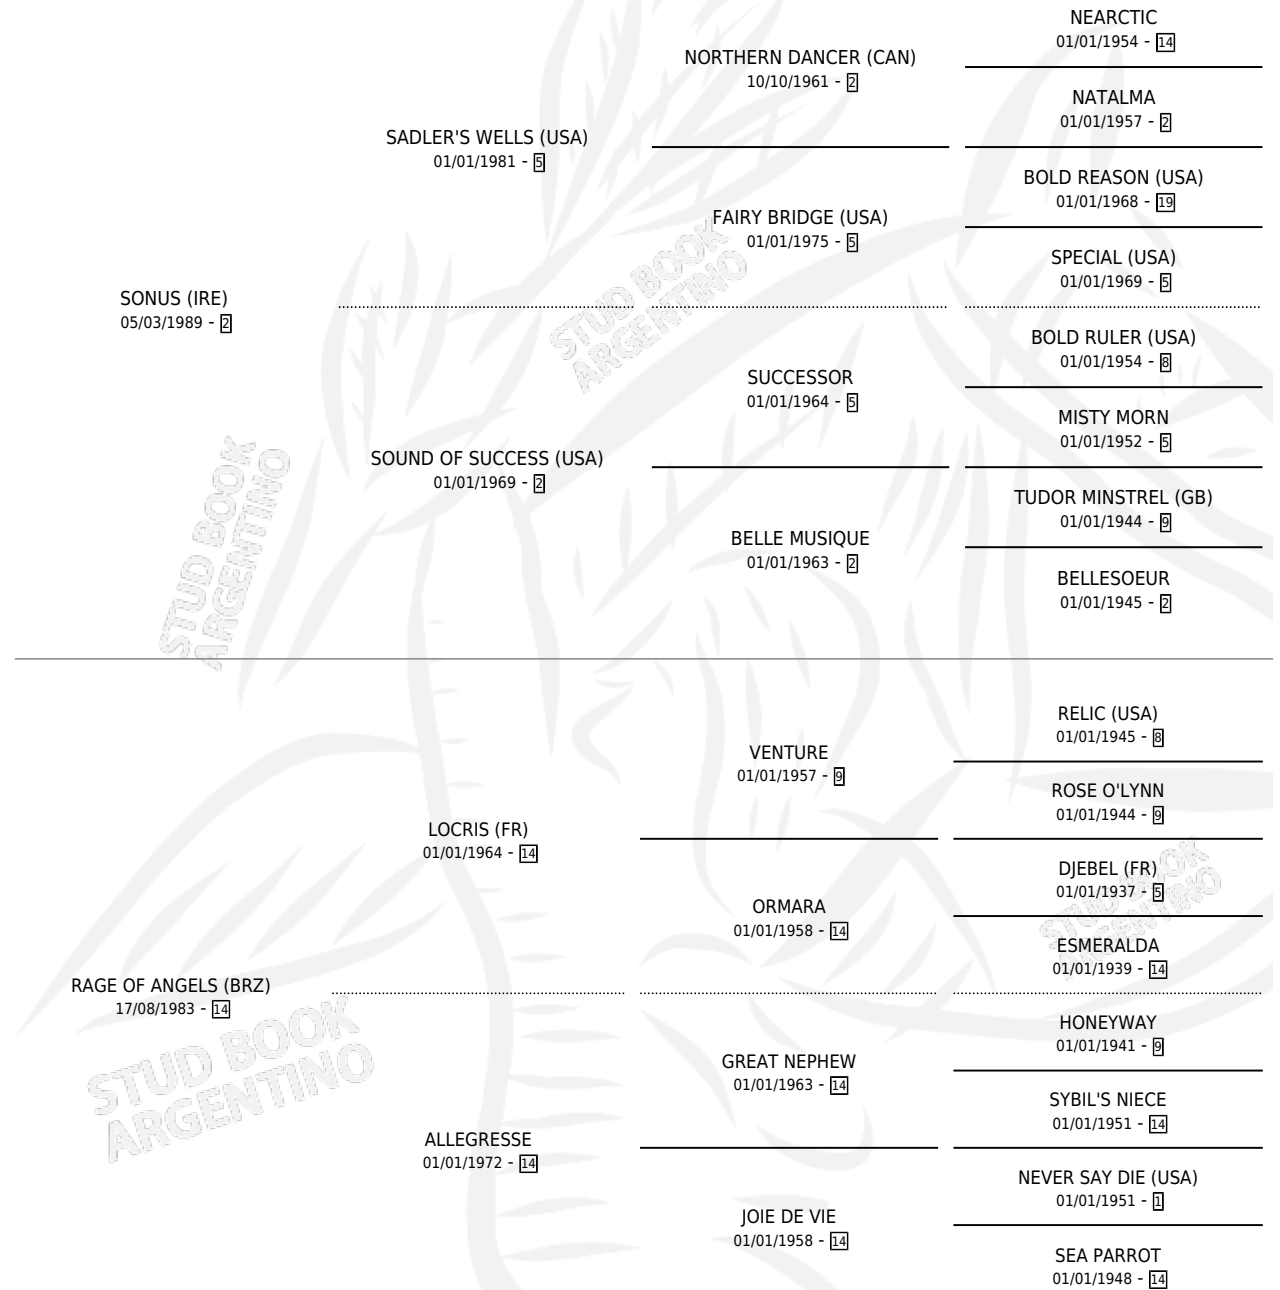 NEARCTIC
01/01/1954 - 14
NORTHERN DANCER (CAN)
10/10/1961 - 2
NATALMA
01/01/1957 - 2
SADLER'S WELLS (USA)
01/01/1981 - 5
BOLD REASON (USA)
01/01/1968 - 19
FAIRY BRIDGE (USA)
01/01/1975 - 5
SPECIAL (USA)
01/01/1969 - 5
STUD BOOK
ARGENTINO
SONUS (IRE)
05/03/1989 - 2
BOLD RULER (USA)
01/01/1954 - 8
SUCCESSOR
01/01/1964 - 5
MISTY MORN
01/01/1952 - 5
SOUND OF SUCCESS (USA)
01/01/1969 - 2
TUDOR MINSTREL (GB)
01/01/1944 - 9
BELLE MUSIQUE
01/01/1963 - 2
BELLESOEUR
01/01/1945 - 2
STUD BOOK
ARGENTINO
RELIC (USA)
01/01/1945 - 8
VENTURE
01/01/1957 - 9
ROSE O'LYNN
01/01/1944 - 9
LOCRIS (FR)
01/01/1964 - 14
DJEBEL (FR)
01/01/1937 - 5
ORMARA
01/01/1958 - 14
ESMERALDA
01/01/1939 - 14
STUD BOOK
ARGENTINO
RAGE OF ANGELS (BRZ)
17/08/1983 - 14
HONEYWAY
01/01/1941 - 9
GREAT NEPHEW
01/01/1963 - 14
SYBIL'S NIECE
01/01/1951 - 14
STUD BOOK
ARGENTINO
ALLEGRESSE
01/01/1972 - 14
NEVER SAY DIE (USA)
01/01/1951 - 1
JOIE DE VIE
01/01/1958 - 14
SEA PARROT
01/01/1948 - 14